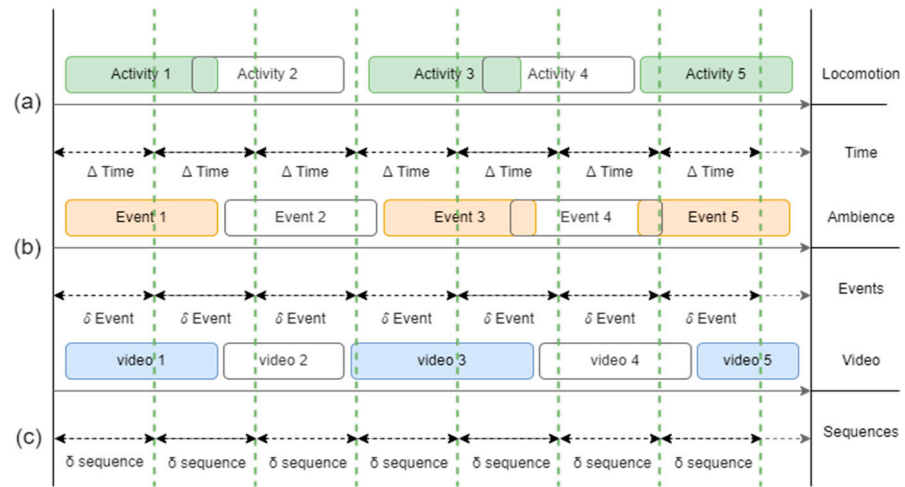 Activity 1 Activity 2 Activity 3 Activity 4 Activity 5 Locomotion
(a)
Time
Δ Time Δ Time Δ Time Δ Time Δ Time Δ Time Δ Time
Event 1 Event 2 Event 3 Event 4 Event 5 Ambience
(b)
Events
δ Event δ Event δ Event δ Event δ Event δ Event δ Event
video 1 video 2 video 3 video 4 video 5 Video
(c) Sequences
δ sequence δ sequence δ sequence δ sequence δ sequence δ sequence δ sequence